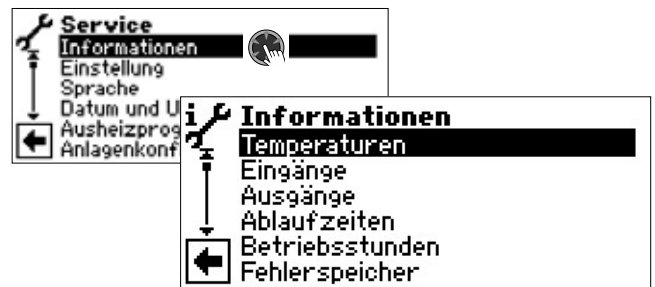 Service
Informationen
Einstellung
Sprache
Datum und U
Ausheizprog
Anlagenkonf
Informationen
Temperaturen
Eingänge
Ausgänge
Ablaufzeiten
Betriebsstunden
Fehlerspeicher